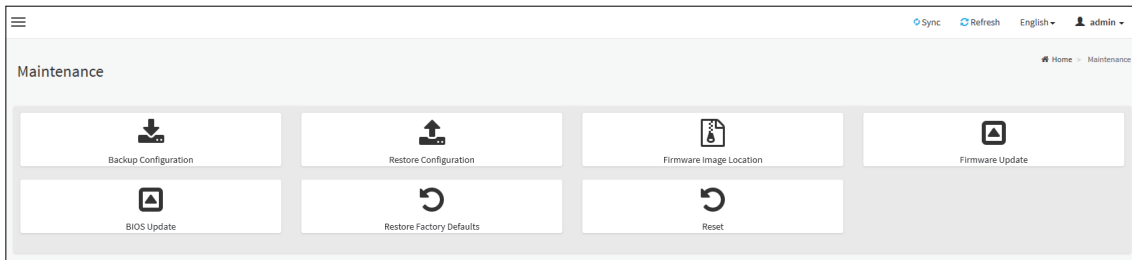 Sync Refresh English admin
Maintenance
Home > Maintenance
Backup Configuration Restore Configuration Firmware Image Location Firmware Update
BIOS Update Restore Factory Defaults Reset